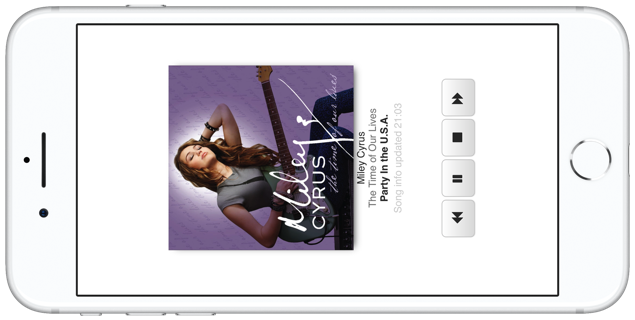 Miley
CYRUS
the time of our lives
Miley Cyrus
The Time of Our Lives
Party In the U.S.A.
Song info updated 21:03